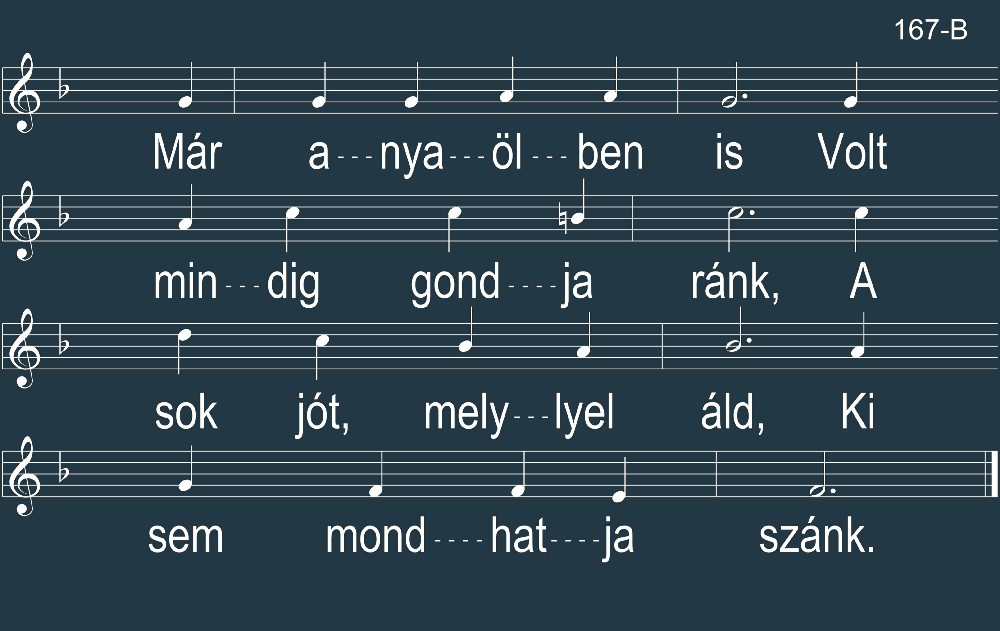 167-B
Már a---nya---öl---ben is Volt
min---dig gond----ja ránk, A
sok jót, mely---lyel áld, Ki
sem mond----hat----ja szánk.